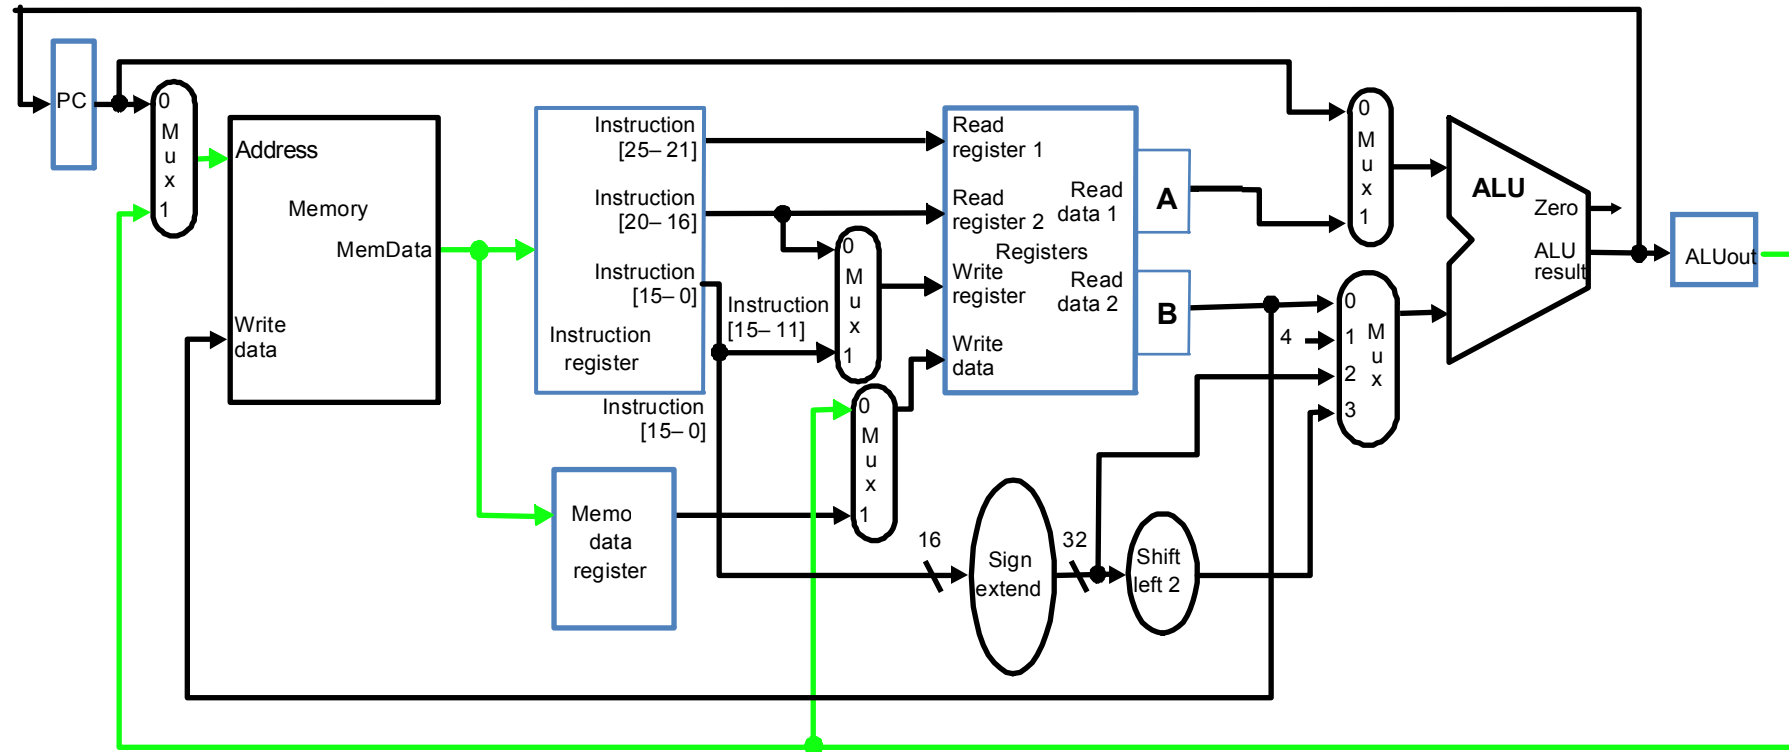 PC
0
M
u
x
1
Address
Memory
MemData
Write
data
Instruction
[25– 21]
Instruction
[20– 16]
Instruction
[15– 0]
Instruction
register
Instruction
[15– 11]
Instruction
[15– 0]
Memo
data
register
0
M
u
x
1
0
M
u
x
1
Read
register 1
Read
register 2
Registers
Write
register
Write
data
Read
data 1
Read
data 2
A
B
16
Sign
extend
32
Shift
left 2
0
M
u
x
1
4
0
1
2
3
M
u
x
ALU
Zero
ALU
result
ALUout